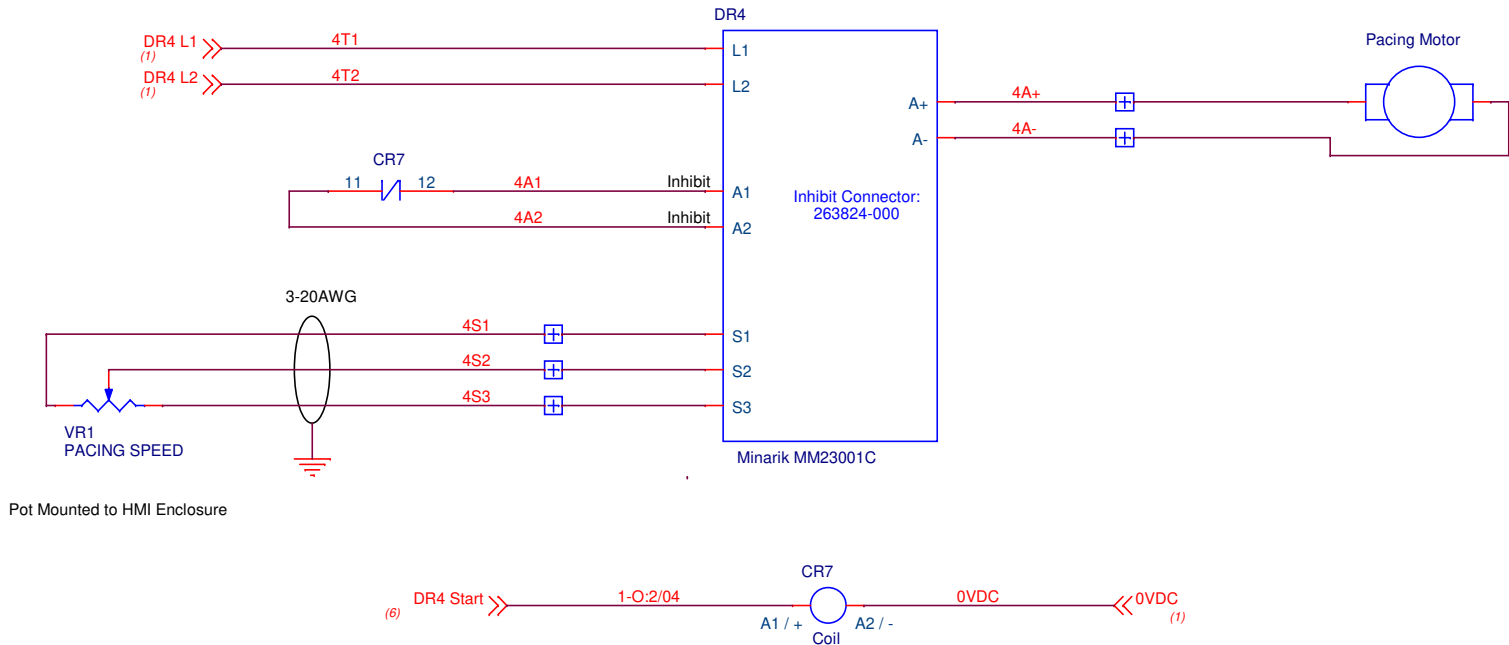 DR4
DR4 L1
(1)
4T1
L1
DR4 L2
(1)
4T2
L2
Pacing Motor
A+
4A+
A-
4A-
CR7
11
12
4A1
Inhibit
A1
4A2
Inhibit
A2
Inhibit Connector:
263824-000
3-20AWG
4S1
S1
4S2
S2
4S3
S3
VR1
PACING SPEED
Minarik MM23001C
Pot Mounted to HMI Enclosure
CR7
(6)
DR4 Start
1-O:2/04
0VDC
0VDC
(1)
A1 / +
A2 / -
Coil